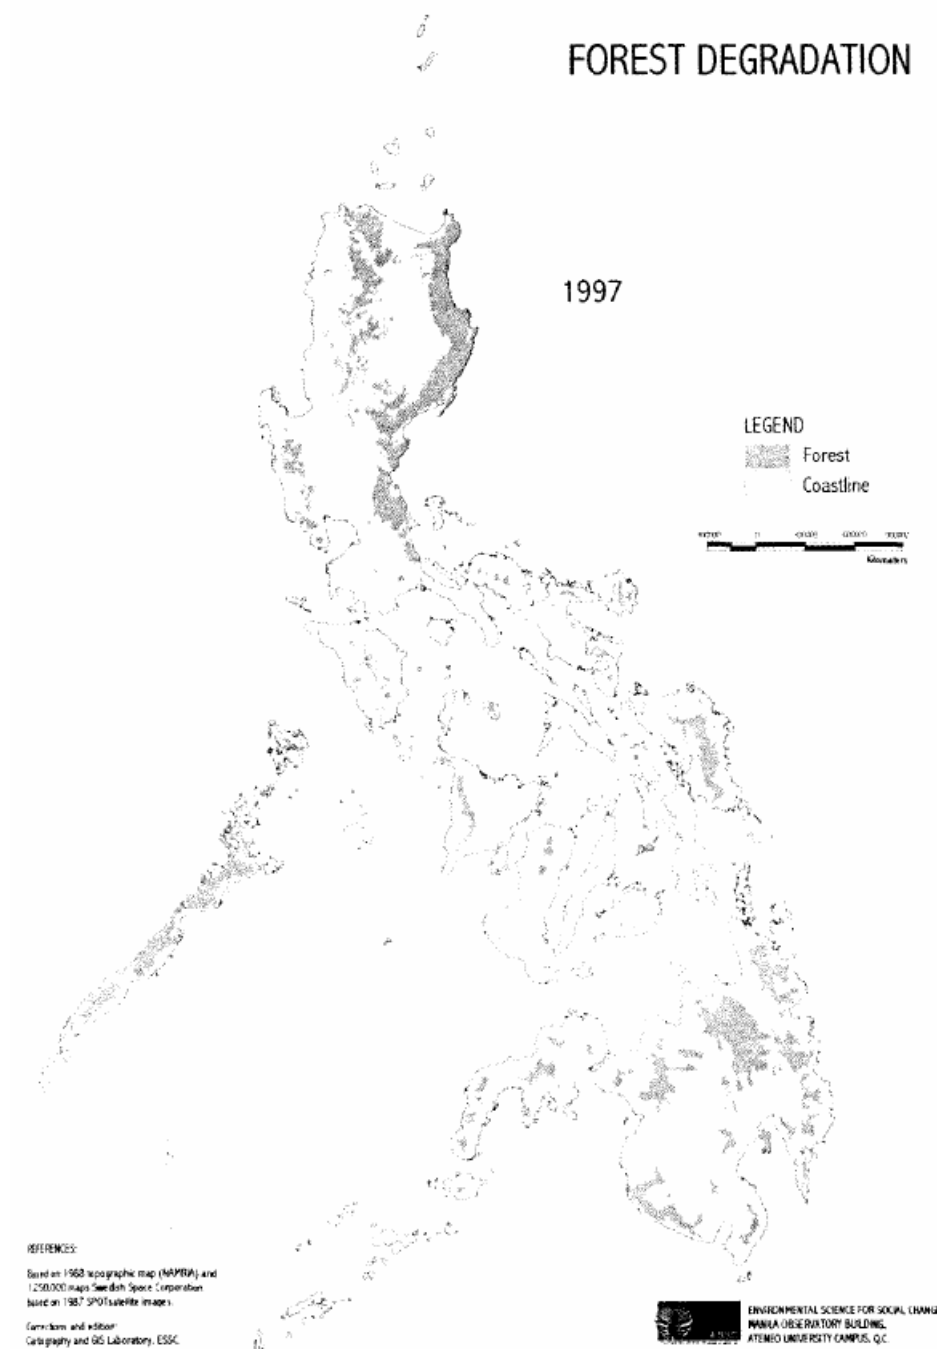 FOREST DEGRADATION
1997
LEGEND
Forest
Coastline
Kilometers
REFERENCES:
Based on 1968 topographic map (NAMRIA) and
1:250,000 maps Swedish Space Corporation
based on 1987 SPOT satellite images.
Corrections and edition:
Cartography and GIS Laboratory, ESSC
ENVIRONMENTAL SCIENCE FOR SOCIAL CHANG
MANILA OBSERVATORY BUILDING,
ATENEO UNIVERSITY CAMPUS, Q.C.